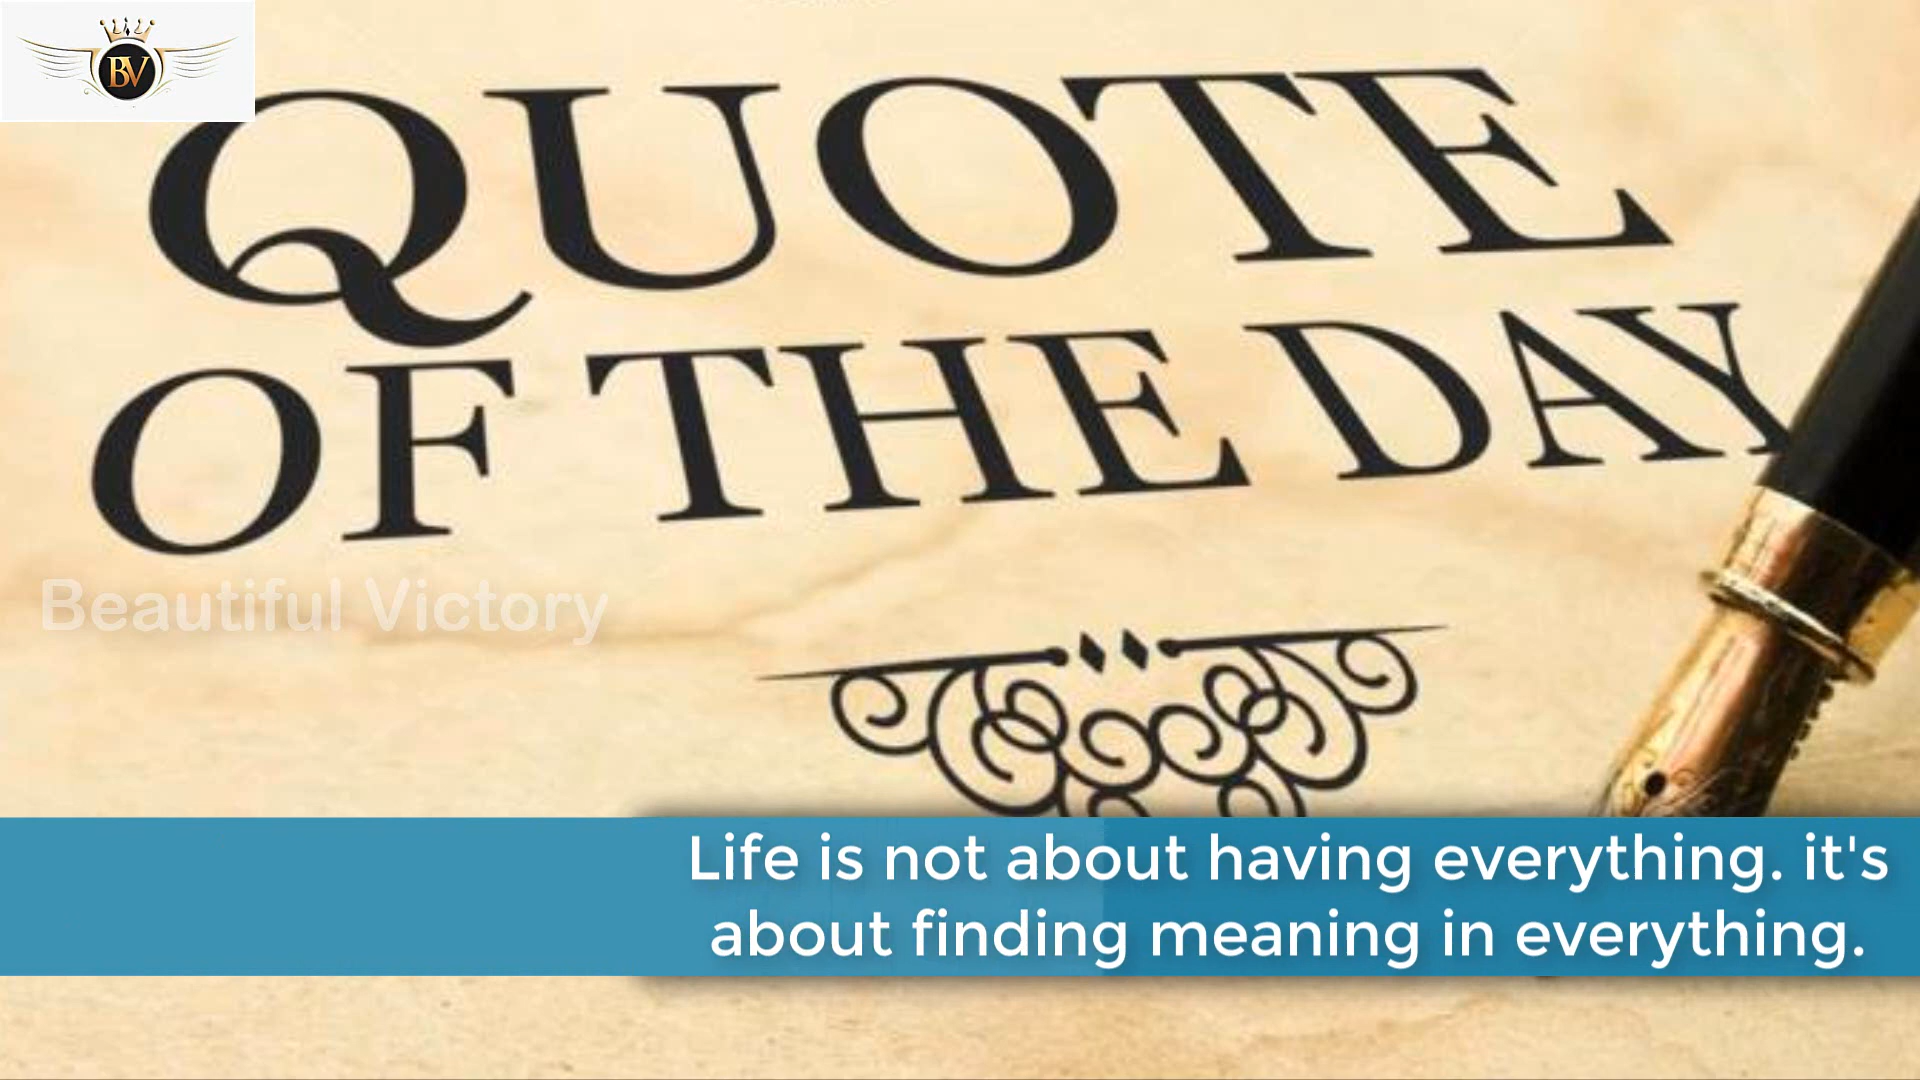 BV
QUOTE
OF THE DAY
Beautiful Victory
Life is not about having everything. it's
about finding meaning in everything.